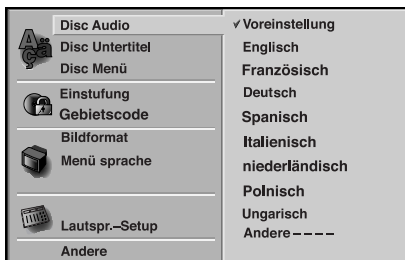 Disc Audio
Disc Untertitel
Disc Menü
Einstufung
Gebietscode
Bildformat
Menü sprache
Lautspr.–Setup
Andere
✓ Voreinstellung
Englisch
Französisch
Deutsch
Spanisch
Italienisch
niederländisch
Polnisch
Ungarisch
Andere – – – –